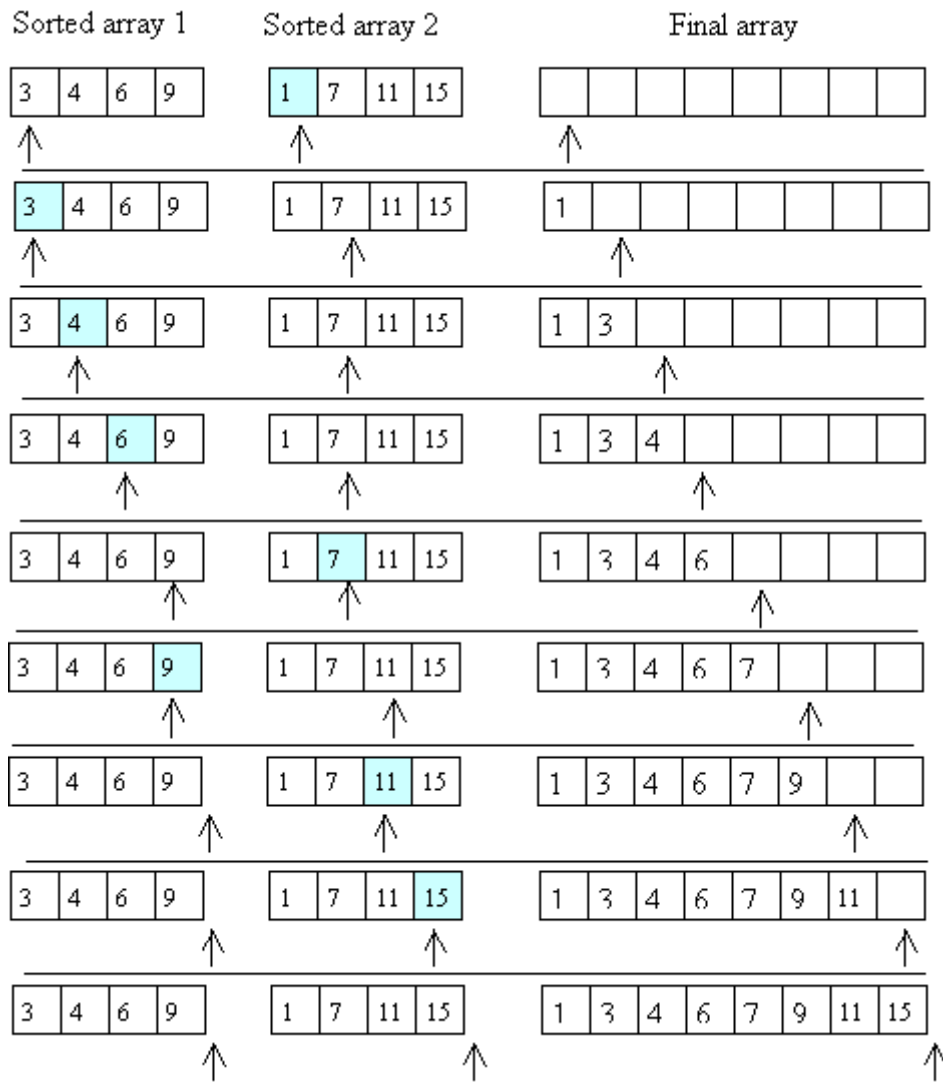 Sorted array 1 Sorted array 2 Final array
3 4 6 9 1 7 11 15
3 4 6 9 1 7 11 15 1
3 4 6 9 1 7 11 15 1 3
3 4 6 9 1 7 11 15 1 3 4
3 4 6 9 1 7 11 15 1 3 4 6
3 4 6 9 1 7 11 15 1 3 4 6 7
3 4 6 9 1 7 11 15 1 3 4 6 7 9
3 4 6 9 1 7 11 15 1 3 4 6 7 9 11
3 4 6 9 1 7 11 15 1 3 4 6 7 9 11 15